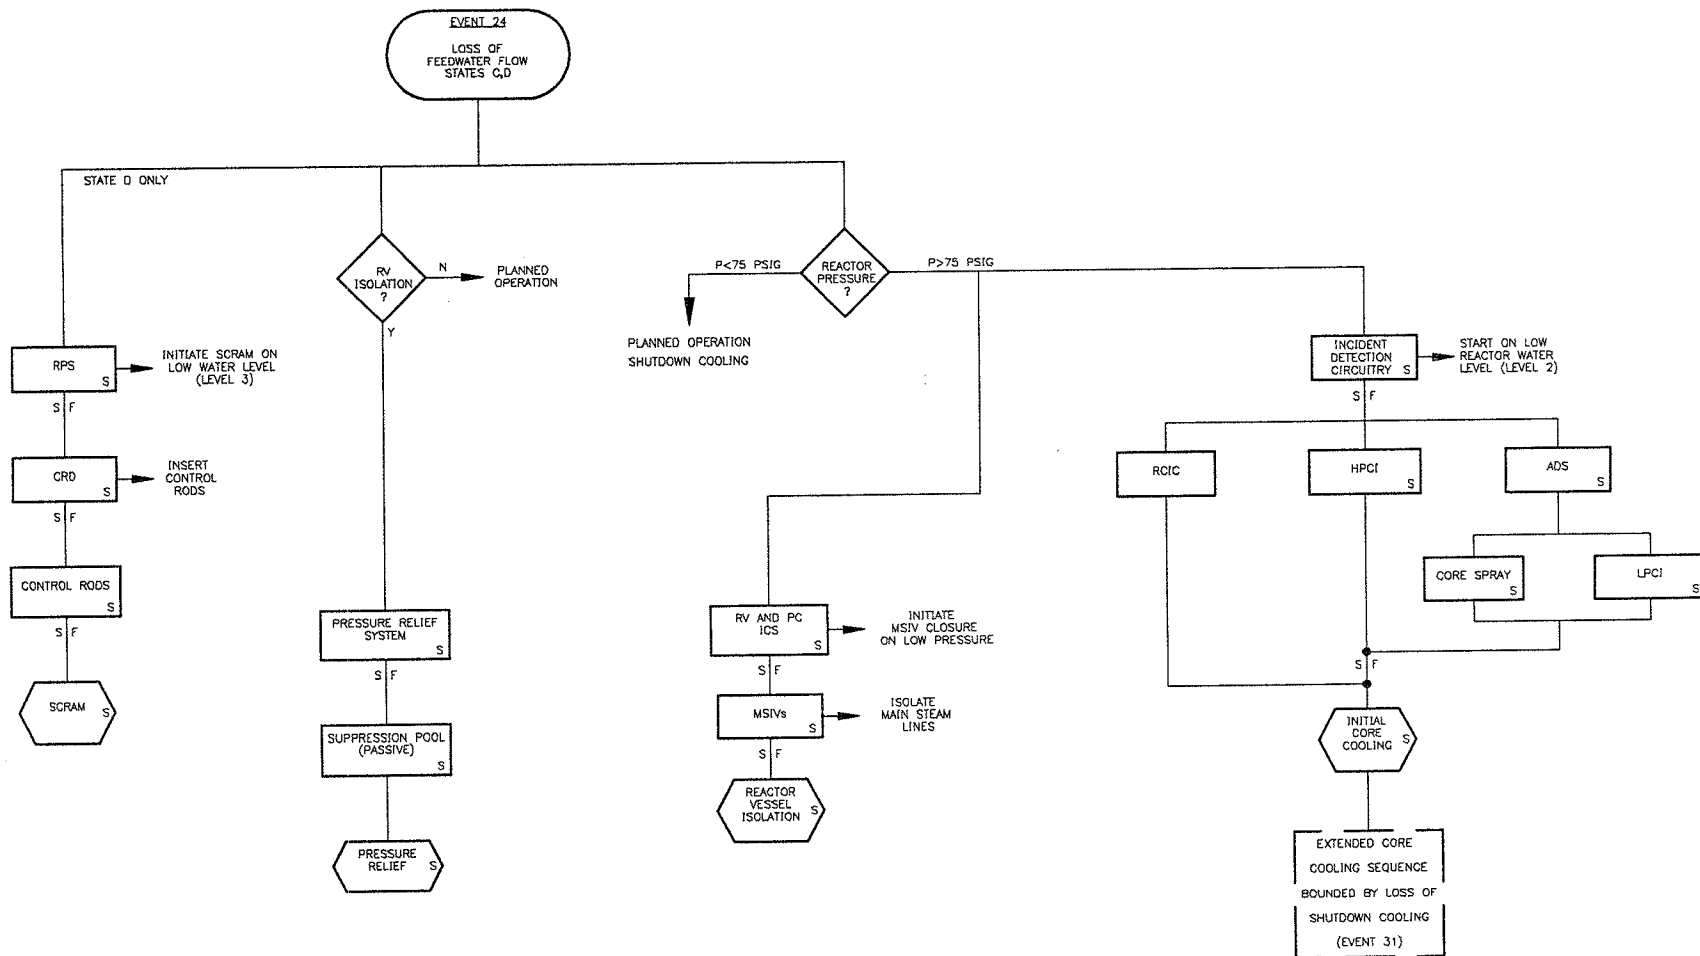 EVENT 24
LOSS OF
FEEDWATER FLOW
STATES C,D
STATE D ONLY
RV
ISOLATION
?
N
PLANNED
OPERATION
Y
P<75 PSIG
REACTOR
PRESSURE
?
P>75 PSIG
PLANNED OPERATION
SHUTDOWN COOLING
RPS
S
INITIATE SCRAM ON
LOW WATER LEVEL
(LEVEL 3)
S F
CRD
S
INSERT
CONTROL
RODS
S F
CONTROL RODS
S
S F
SCRAM
S
PRESSURE RELIEF
SYSTEM
S
S F
SUPPRESSION POOL
(PASSIVE)
S
PRESSURE
RELIEF
S
RV AND PC
ICS
S
INITIATE
MSIV CLOSURE
ON LOW PRESSURE
S F
MSIVs
S
ISOLATE
MAIN STEAM
LINES
S F
REACTOR
VESSEL
ISOLATION
S
INCIDENT
DETECTION
CIRCUITRY
S
START ON LOW
REACTOR WATER
LEVEL (LEVEL 2)
S F
RCIC
HPCI
S
ADS
S
CORE SPRAY
S
LPCI
S
S F
INITIAL
CORE
COOLING
S
EXTENDED CORE
COOLING SEQUENCE
BOUNDED BY LOSS OF
SHUTDOWN COOLING
(EVENT 31)